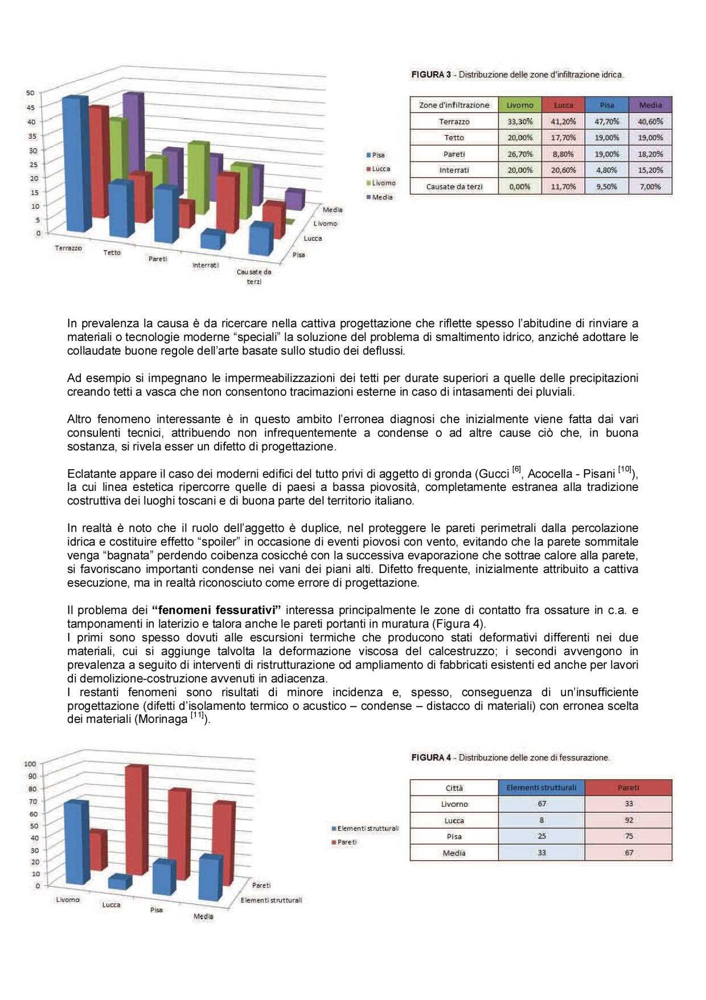 FIGURA 3 - Distribuzione delle zone d'infiltrazione idrica.
50
45
40
35
30
25
20
15
10
5
0
Terrazzo
Tetto
Pareti
Interrati
Causate da
terzi
Pisa
Lucca
Livorno
Media
Pisa
Lucca
Livorno
Media
Zone d'infiltrazione Livorno Lucca Pisa Media
Terrazzo 33,30% 41,20% 47,70% 40,60%
Tetto 20,00% 17,70% 19,00% 19,00%
Pareti 26,70% 8,80% 19,00% 18,20%
Interrati 20,00% 20,60% 4,80% 15,20%
Causate da terzi 0,00% 11,70% 9,50% 7,00%
In prevalenza la causa è da ricercare nella cattiva progettazione che riflette spesso l’abitudine di rinviare a
materiali o tecnologie moderne “speciali” la soluzione del problema di smaltimento idrico, anziché adottare le
collaudate buone regole dell’arte basate sullo studio dei deflussi.
Ad esempio si impegnano le impermeabilizzazioni dei tetti per durate superiori a quelle delle precipitazioni
creando tetti a vasca che non consentono tracimazioni esterne in caso di intasamenti dei pluviali.
Altro fenomeno interessante è in questo ambito l’erronea diagnosi che inizialmente viene fatta dai vari
consulenti tecnici, attribuendo non infrequentemente a condense o ad altre cause ciò che, in buona
sostanza, si rivela esser un difetto di progettazione.
Eclatante appare il caso dei moderni edifici del tutto privi di aggetto di gronda (Gucci [6], Acocella - Pisani [10]),
la cui linea estetica ripercorre quelle di paesi a bassa piovosità, completamente estranea alla tradizione
costruttiva dei luoghi toscani e di buona parte del territorio italiano.
In realtà è noto che il ruolo dell’aggetto è duplice, nel proteggere le pareti perimetrali dalla percolazione
idrica e costituire effetto “spoiler” in occasione di eventi piovosi con vento, evitando che la parete sommitale
venga “bagnata” perdendo coibenza cosicché con la successiva evaporazione che sottrae calore alla parete,
si favoriscano importanti condense nei vani dei piani alti. Difetto frequente, inizialmente attribuito a cattiva
esecuzione, ma in realtà riconosciuto come errore di progettazione.
Il problema dei “fenomeni fessurativi” interessa principalmente le zone di contatto fra ossature in c.a. e
tamponamenti in laterizio e talora anche le pareti portanti in muratura (Figura 4).
I primi sono spesso dovuti alle escursioni termiche che producono stati deformativi differenti nei due
materiali, cui si aggiunge talvolta la deformazione viscosa del calcestruzzo; i secondi avvengono in
prevalenza a seguito di interventi di ristrutturazione od ampliamento di fabbricati esistenti ed anche per lavori
di demolizione-costruzione avvenuti in adiacenza.
I restanti fenomeni sono risultati di minore incidenza e, spesso, conseguenza di un’insufficiente
progettazione (difetti d’isolamento termico o acustico – condense – distacco di materiali) con erronea scelta
dei materiali (Morinaga [11]).
FIGURA 4 - Distribuzione delle zone di fessurazione.
100
90
80
70
60
50
40
30
20
10
0
Livorno
Lucca
Pisa
Media
Elementi strutturali
Pareti
Elementi strutturali
Pareti
Città Elementi strutturali Pareti
Livorno 67 33
Lucca 8 92
Pisa 25 75
Media 33 67